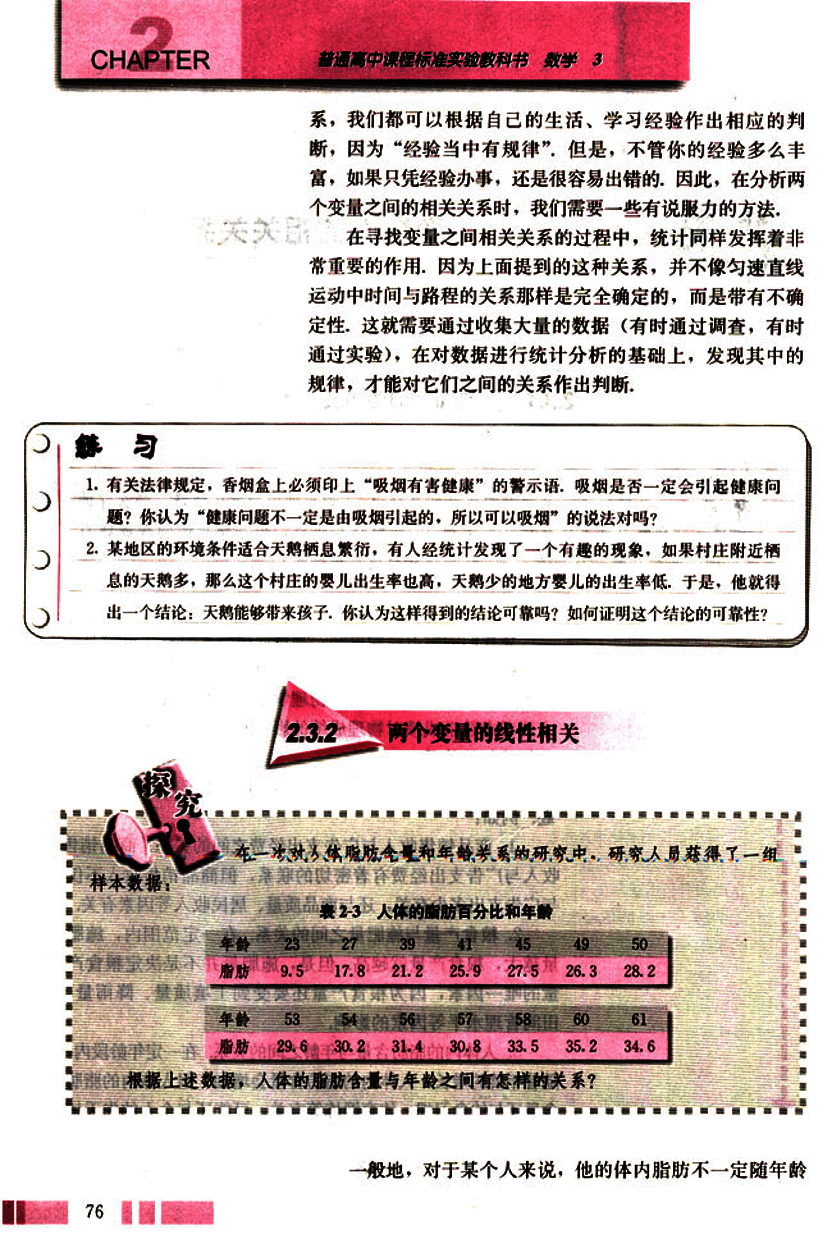 2
CHAPTER
普通高中课程标准实验教科书 数学 3
系，我们都可以根据自己的生活、学习经验作出相应的判
断，因为“经验当中有规律”. 但是，不管你的经验多么丰
富，如果只凭经验办事，还是很容易出错的. 因此，在分析两
个变量之间的相关关系时，我们需要一些有说服力的方法.
在寻找变量之间相关关系的过程中，统计同样发挥着非
常重要的作用. 因为上面提到的这种关系，并不像匀速直线
运动中时间与路程的关系那样是完全确定的，而是带有不确
定性. 这就需要通过收集大量的数据（有时通过调查，有时
通过实验），在对数据进行统计分析的基础上，发现其中的
规律，才能对它们之间的关系作出判断.
练 习
1. 有关法律规定，香烟盒上必须印上“吸烟有害健康”的警示语. 吸烟是否一定会引起健康问
题？你认为“健康问题不一定是由吸烟引起的，所以可以吸烟”的说法对吗？
2. 某地区的环境条件适合天鹅栖息繁衍，有人经统计发现了一个有趣的现象，如果村庄附近栖
息的天鹅多，那么这个村庄的婴儿出生率也高，天鹅少的地方婴儿的出生率低. 于是，他就得
出一个结论：天鹅能够带来孩子. 你认为这样得到的结论可靠吗？如何证明这个结论的可靠性？
2.3.2 两个变量的线性相关
探究
在一次对人体脂肪含量和年龄关系的研究中，研究人员获得了一组
样本数据：
表 2-3 人体的脂肪百分比和年龄
年龄 23 27 39 41 45 49 50
脂肪 9.5 17.8 21.2 25.9 27.5 26.3 28.2
年龄 53 54 56 57 58 60 61
脂肪 29.6 30.2 31.4 30.8 33.5 35.2 34.6
根据上述数据，人体的脂肪含量与年龄之间有怎样的关系？
一般地，对于某个人来说，他的体内脂肪不一定随年龄
76